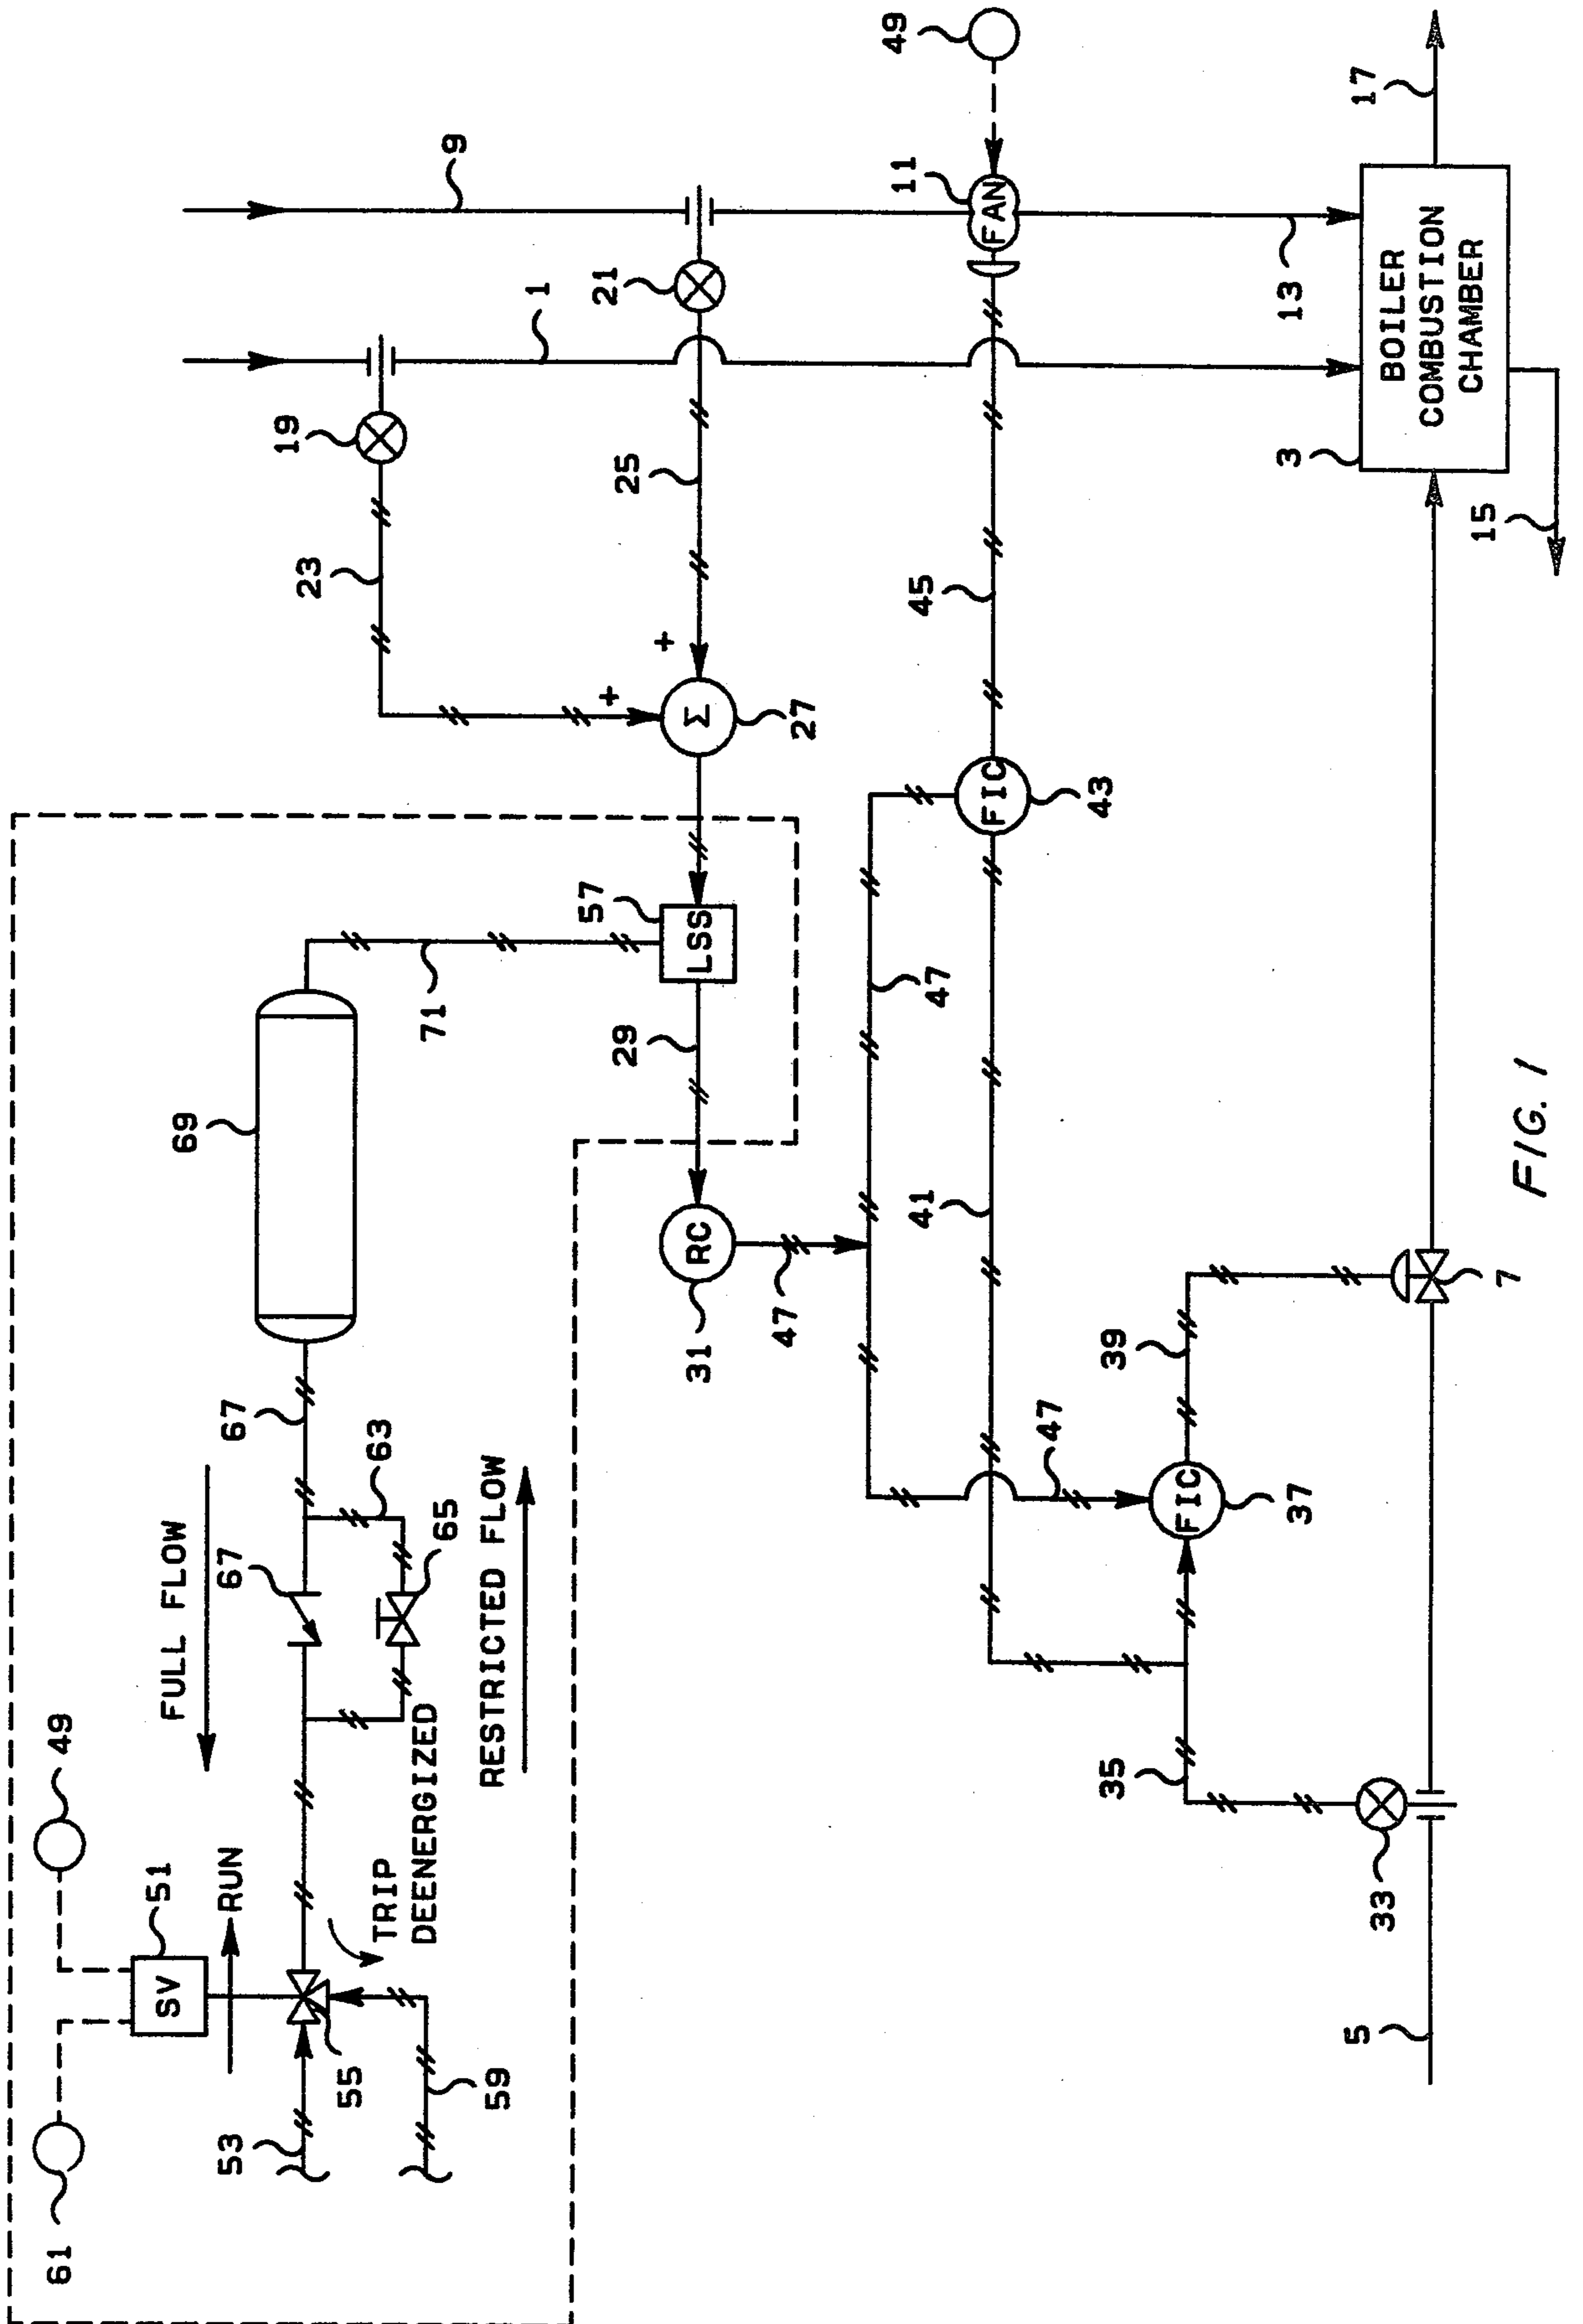 61
49
SV
51
RUN
53
55
59
TRIP
DEENERGIZED
FULL FLOW
67
67
63
65
RESTRICTED FLOW
69
71
57
LSS
29
RC
31
47
19
23
1
9
21
25
+
+
Σ
27
49
11
FAN
47
41
FIC
43
45
13
47
FIC
37
39
35
33
5
7
3
BOILER
COMBUSTION
CHAMBER
15
17
FIG. 1